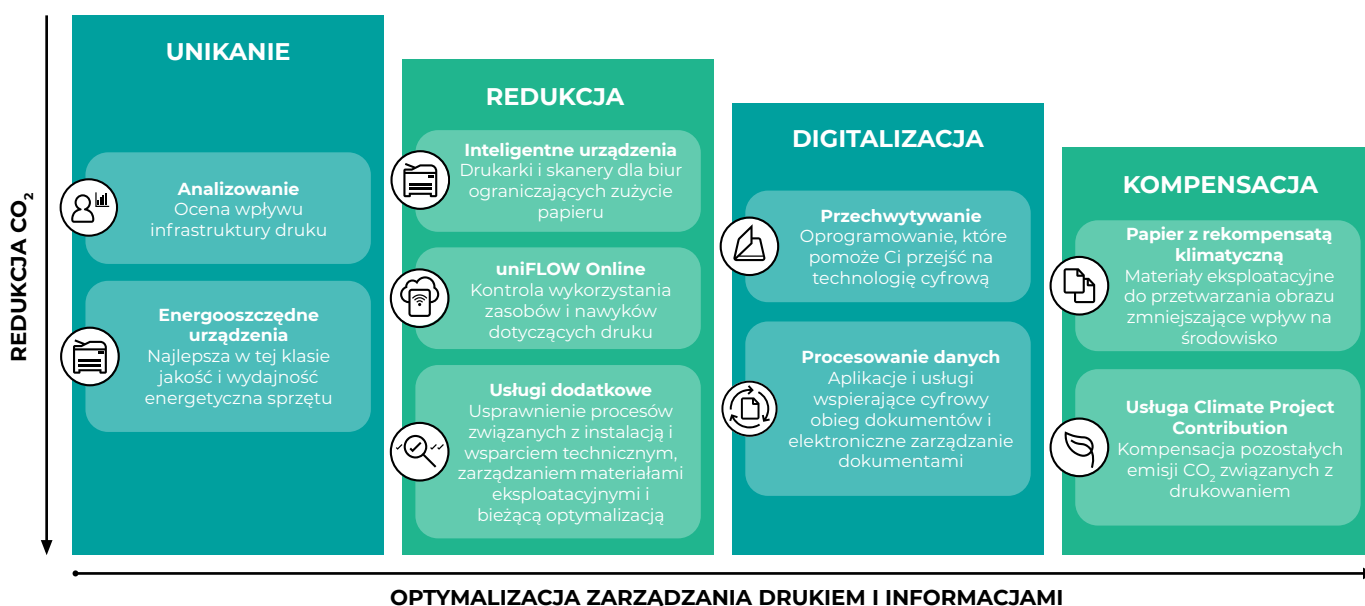 REDUKCJA CO₂
UNIKANIE
Analizowanie
Ocena wpływu
infrastruktury druku
Energooszczędne
urządzenia
Najlepsza w tej klasie
jakość i wydajność
energetyczna sprzętu
REDUKCJA
Inteligentne urządzenia
Drukarki i skanery dla biur
ograniczających zużycie
papieru
uniFLOW Online
Kontrola wykorzystania
zasobów i nawyków
dotyczących druku
Usługi dodatkowe
Usprawnienie procesów
związanych z instalacją i
wsparciem technicznym,
zarządzaniem materiałami
eksploatacyjnymi i
bieżącą optymalizacją
DIGITALIZACJA
Przechwytywanie
Oprogramowanie, które
pomoże Ci przejść na
technologię cyfrową
Procesowanie danych
Aplikacje i usługi
wspierające cyfrowy
obieg dokumentów i
elektroniczne zarządzanie
dokumentami
KOMPENSACJA
Papier z rekompensatą
klimatyczną
Materiały eksploatacyjne
do przetwarzania obrazu
zmniejszające wpływ na
środowisko
Usługa Climate Project
Contribution
Kompensacja pozostałych
emisji CO₂ związanych z
drukowaniem
OPTYMALIZACJA ZARZĄDZANIA DRUKIEM I INFORMACJAMI